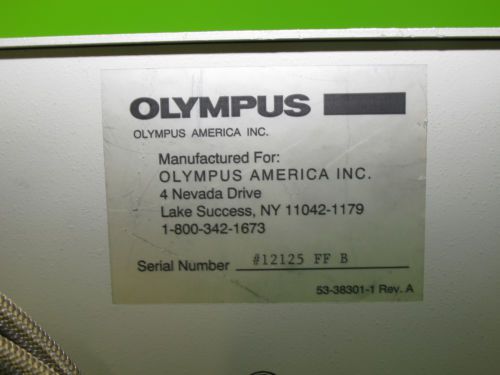 OLYMPUS
OLYMPUS AMERICA INC.
Manufactured For:
OLYMPUS AMERICA INC.
4 Nevada Drive
Lake Success, NY 11042-1179
1-800-342-1673
Serial Number #12125 FF B
53-38301-1 Rev. A